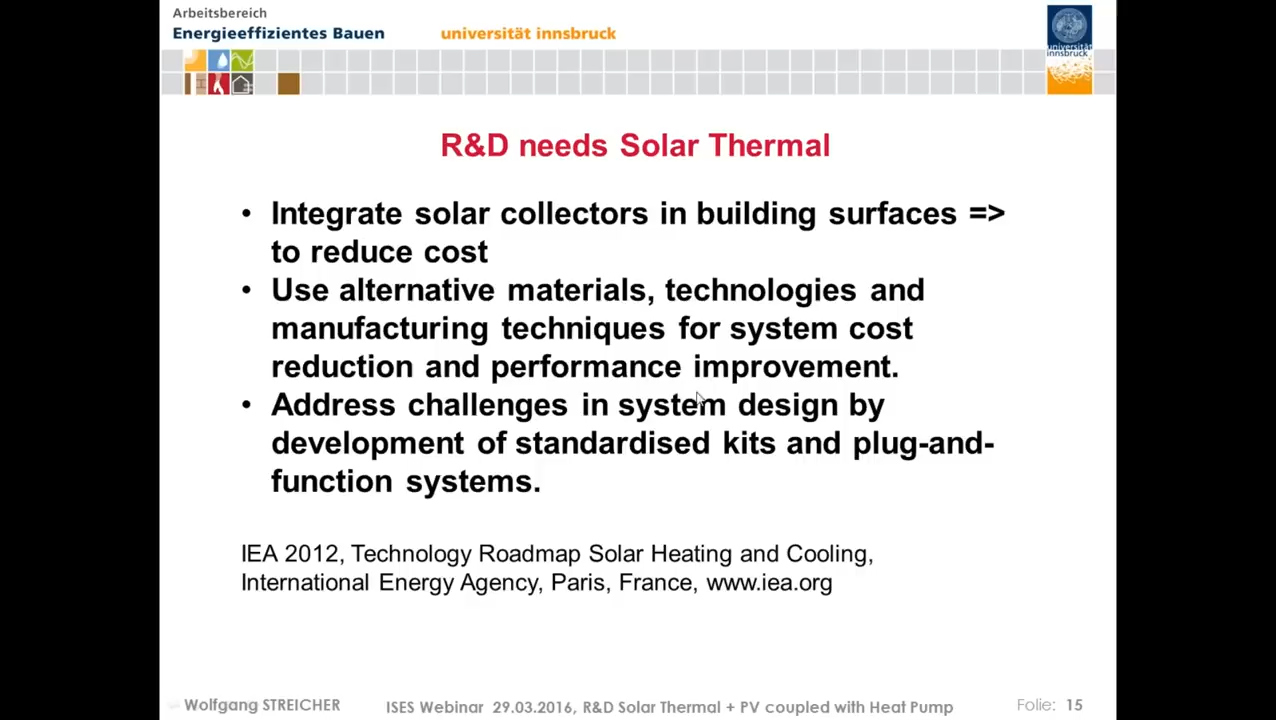 Arbeitsbereich
Energieeffizientes Bauen
universität innsbruck
universität
innsbruck
R&D needs Solar Thermal
• Integrate solar collectors in building surfaces =>
to reduce cost
• Use alternative materials, technologies and
manufacturing techniques for system cost
reduction and performance improvement.
• Address challenges in system design by
development of standardised kits and plug-and-
function systems.
IEA 2012, Technology Roadmap Solar Heating and Cooling,
International Energy Agency, Paris, France, www.iea.org
Wolfgang STREICHER
ISES Webinar 29.03.2016, R&D Solar Thermal + PV coupled with Heat Pump
Folie: 15